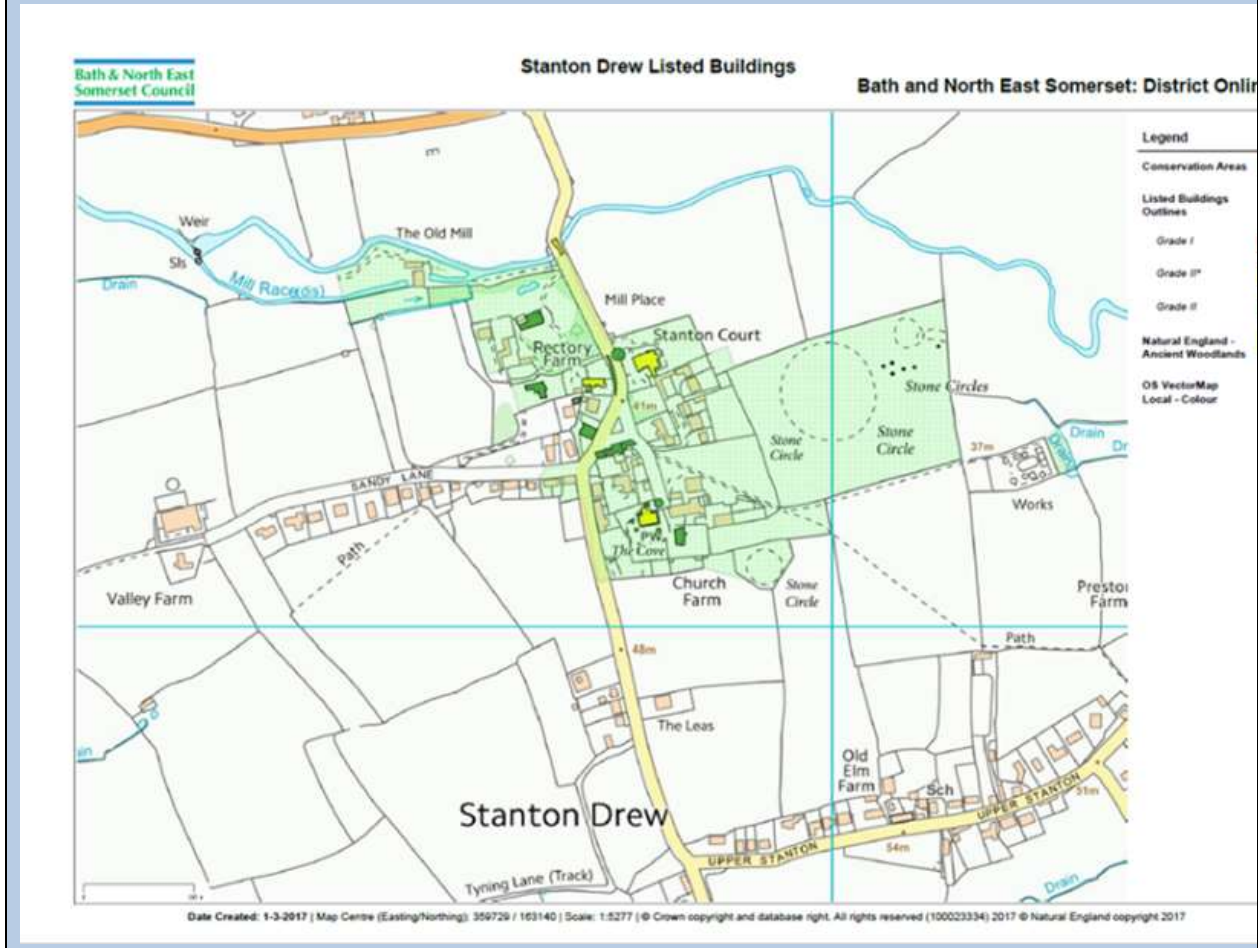 Bath & North East
Somerset Council
Stanton Drew Listed Buildings
Bath and North East Somerset: District Onlin
Legend
Conservation Areas
Listed Buildings
Outlines
Grade I
Grade II*
Grade II
Natural England -
Ancient Woodlands
OS VectorMap
Local - Colour
Weir
Sls
The Old Mill
Drain
Mill Race(ds)
Mill Place
Stanton Court
Rectory
Farm
41m
Stone Circles
Stone
Circle
Stone
Circle
37m
Drain
Dr
Drain
Works
SANDY LANE
Path
Valley Farm
PW
The Cove
Church
Farm
Stone
Circle
Preston
Farm
Path
48m
The Leas
ain
Old
Elm
Farm
Sch
UPPER STANTON
51m
Stanton Drew
UPPER STANTON
54m
Tyning Lane (Track)
Drain
Date Created: 1-3-2017 | Map Centre (Easting/Northing): 359729 / 163140 | Scale: 1:5277 | © Crown copyright and database right. All rights reserved (100023334) 2017 © Natural England copyright 2017